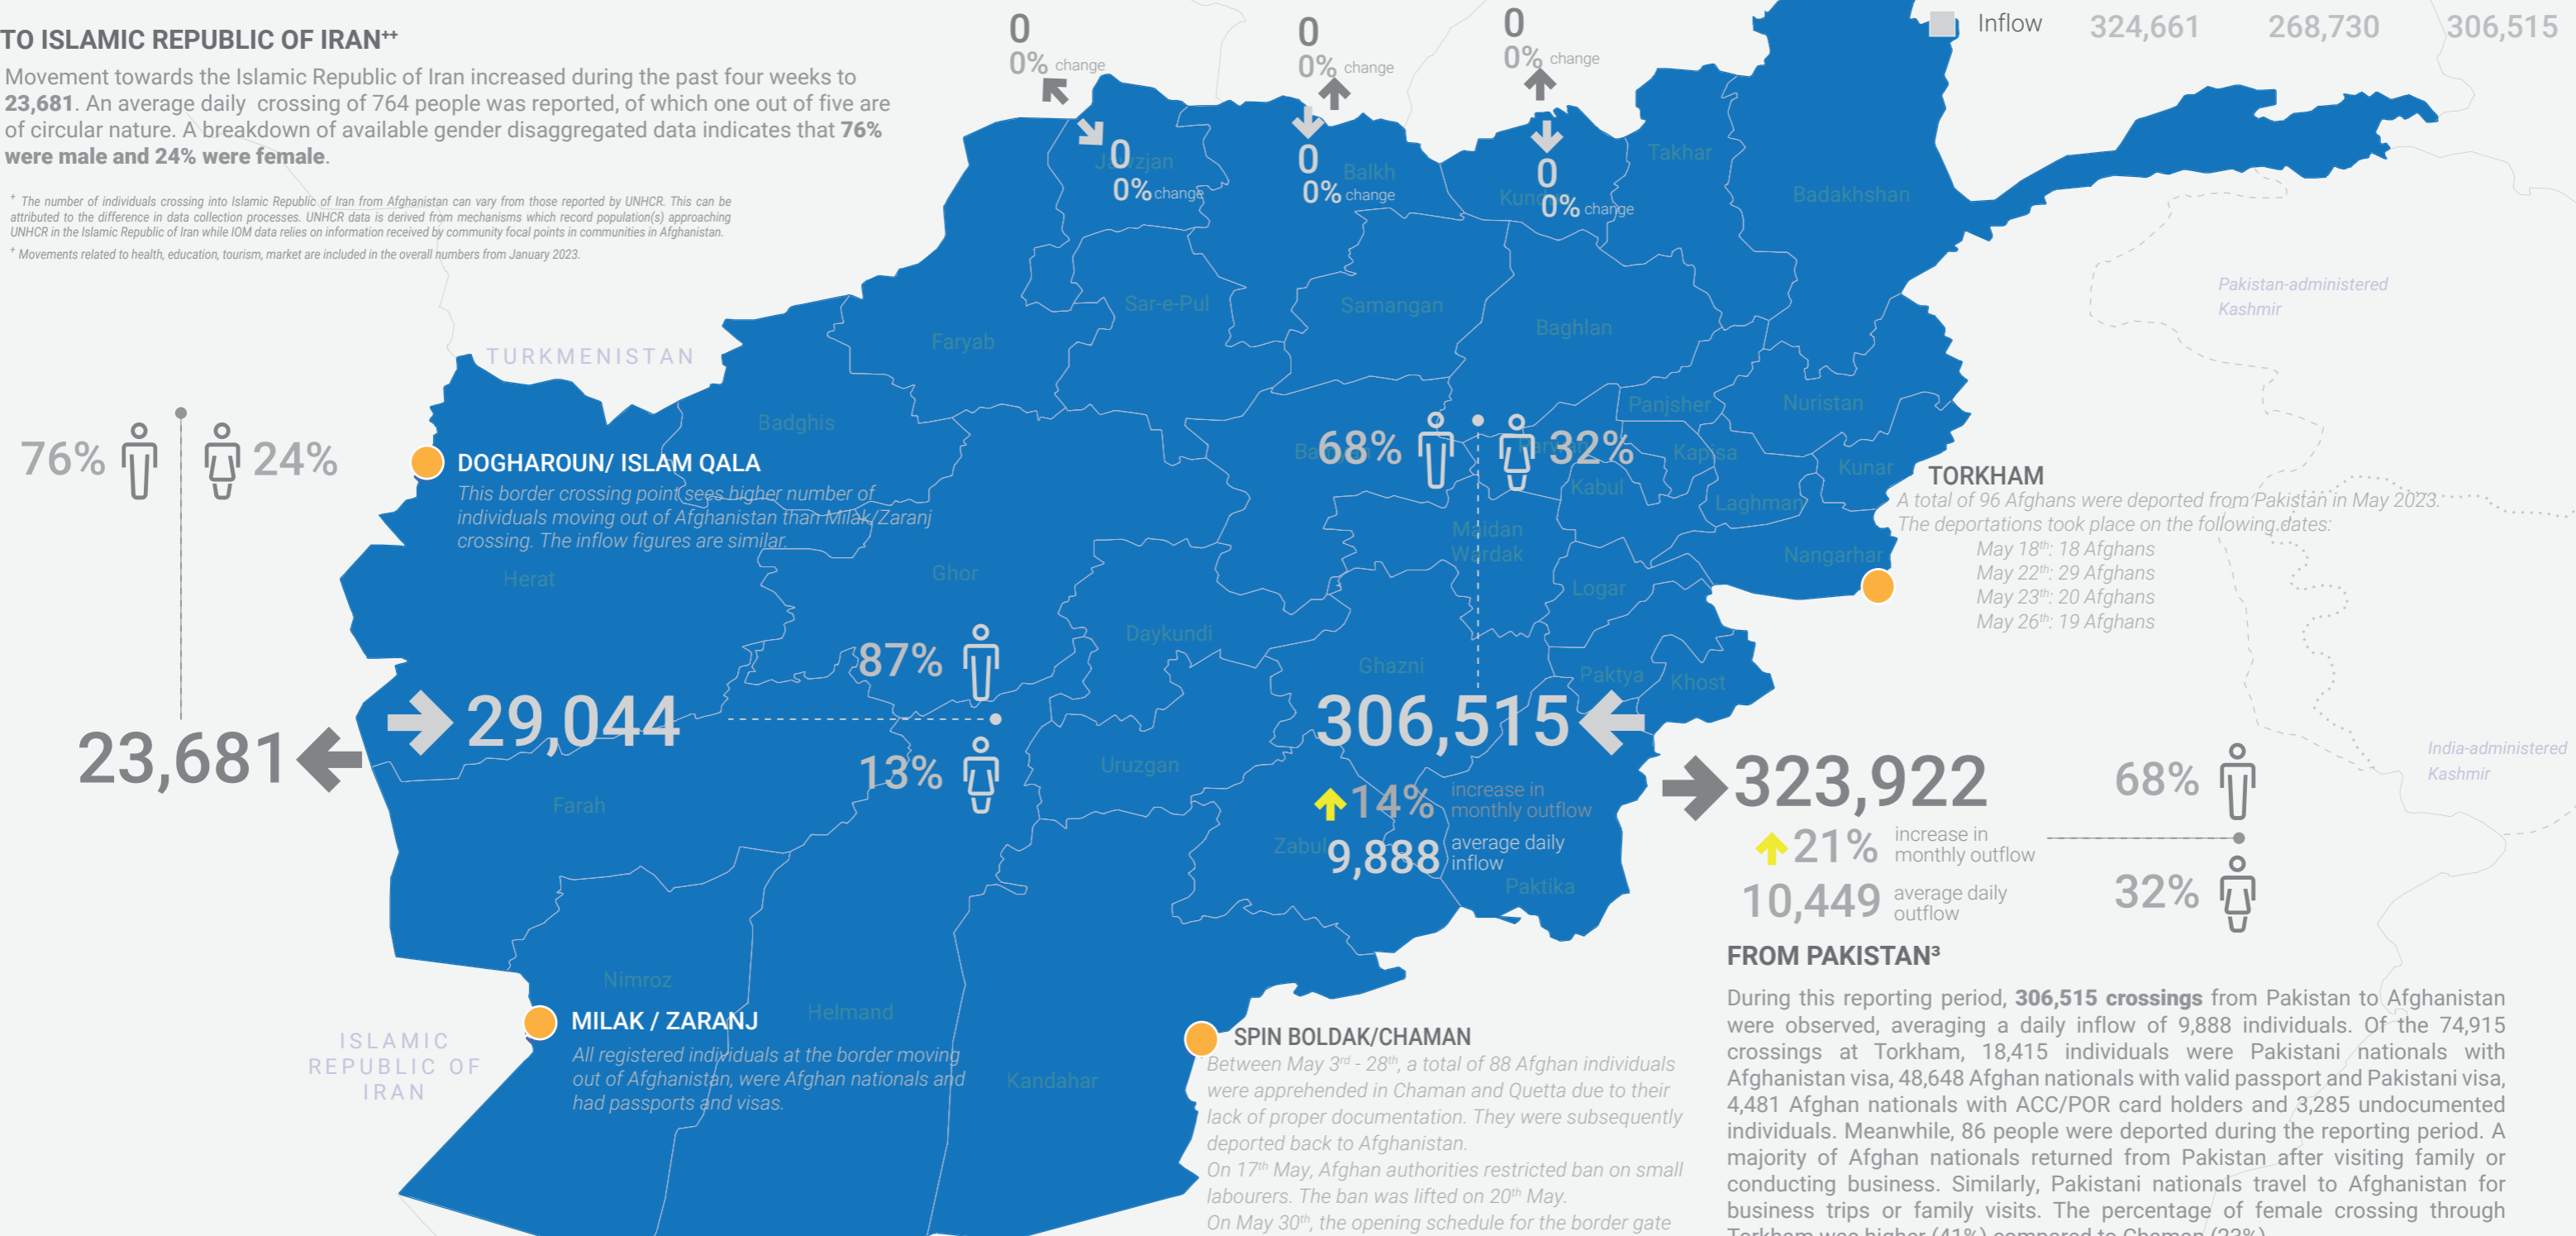 TO ISLAMIC REPUBLIC OF IRAN⁺⁺
Movement towards the Islamic Republic of Iran increased during the past four weeks to
23,681. An average daily crossing of 764 people was reported, of which one out of five are
of circular nature. A breakdown of available gender disaggregated data indicates that 76%
were male and 24% were female.
⁺ The number of individuals crossing into Islamic Republic of Iran from Afghanistan can vary from those reported by UNHCR. This can be
attributed to the difference in data collection processes. UNHCR data is derived from mechanisms which record population(s) approaching
UNHCR in the Islamic Republic of Iran while IOM data relies on information received by community focal points in communities in Afghanistan.
⁺ Movements related to health, education, tourism, market are included in the overall numbers from January 2023.
0
0% change
0
0% change
0
0% change
Inflow 324,661 268,730 306,515
0
0% change
0
0% change
0
0% change
Balkh
Takhar
Badakhshan
Sar-e-Pul
Samangan
Baghlan
Faryab
TURKMENISTAN
Badghis
Panjsher
Nuristan
Kapisa
Kunar
Kabul
Laghman
Maidan
Wardak
Nangarhar
Logar
Herat
Ghor
Daykundi
Ghazni
Paktya
Khost
Uruzgan
Farah
Zabul
Paktika
Nimroz
Helmand
Kandahar
Pakistan-administered
Kashmir
India-administered
Kashmir
ISLAMIC
REPUBLIC OF
IRAN
76% 24%
DOGHAROUN/ ISLAM QALA
This border crossing point sees higher number of
individuals moving out of Afghanistan than Milak/Zaranj
crossing. The inflow figures are similar.
68% 32%
TORKHAM
A total of 96 Afghans were deported from Pakistan in May 2023.
The deportations took place on the following dates:
May 18ᵗʰ: 18 Afghans
May 22ᵗʰ: 29 Afghans
May 23ᵗʰ: 20 Afghans
May 26ᵗʰ: 19 Afghans
23,681
29,044
87%
13%
306,515
14% increase in
monthly outflow
9,888 average daily
inflow
323,922
21% increase in
monthly outflow
10,449 average daily
outflow
68%
32%
MILAK / ZARANJ
All registered individuals at the border moving
out of Afghanistan, were Afghan nationals and
had passports and visas.
SPIN BOLDAK/CHAMAN
Between May 3ʳᵈ - 28ᵗʰ, a total of 88 Afghan individuals
were apprehended in Chaman and Quetta due to their
lack of proper documentation. They were subsequently
deported back to Afghanistan.
On 17ᵗʰ May, Afghan authorities restricted ban on small
labourers. The ban was lifted on 20ᵗʰ May.
On May 30ᵗʰ, the opening schedule for the border gate
FROM PAKISTAN³
During this reporting period, 306,515 crossings from Pakistan to Afghanistan
were observed, averaging a daily inflow of 9,888 individuals. Of the 74,915
crossings at Torkham, 18,415 individuals were Pakistani nationals with
Afghanistan visa, 48,648 Afghan nationals with valid passport and Pakistani visa,
4,481 Afghan nationals with ACC/POR card holders and 3,285 undocumented
individuals. Meanwhile, 86 people were deported during the reporting period. A
majority of Afghan nationals returned from Pakistan after visiting family or
conducting business. Similarly, Pakistani nationals travel to Afghanistan for
business trips or family visits. The percentage of female crossing through
Torkham was higher (41%) compared to Chaman (23%)